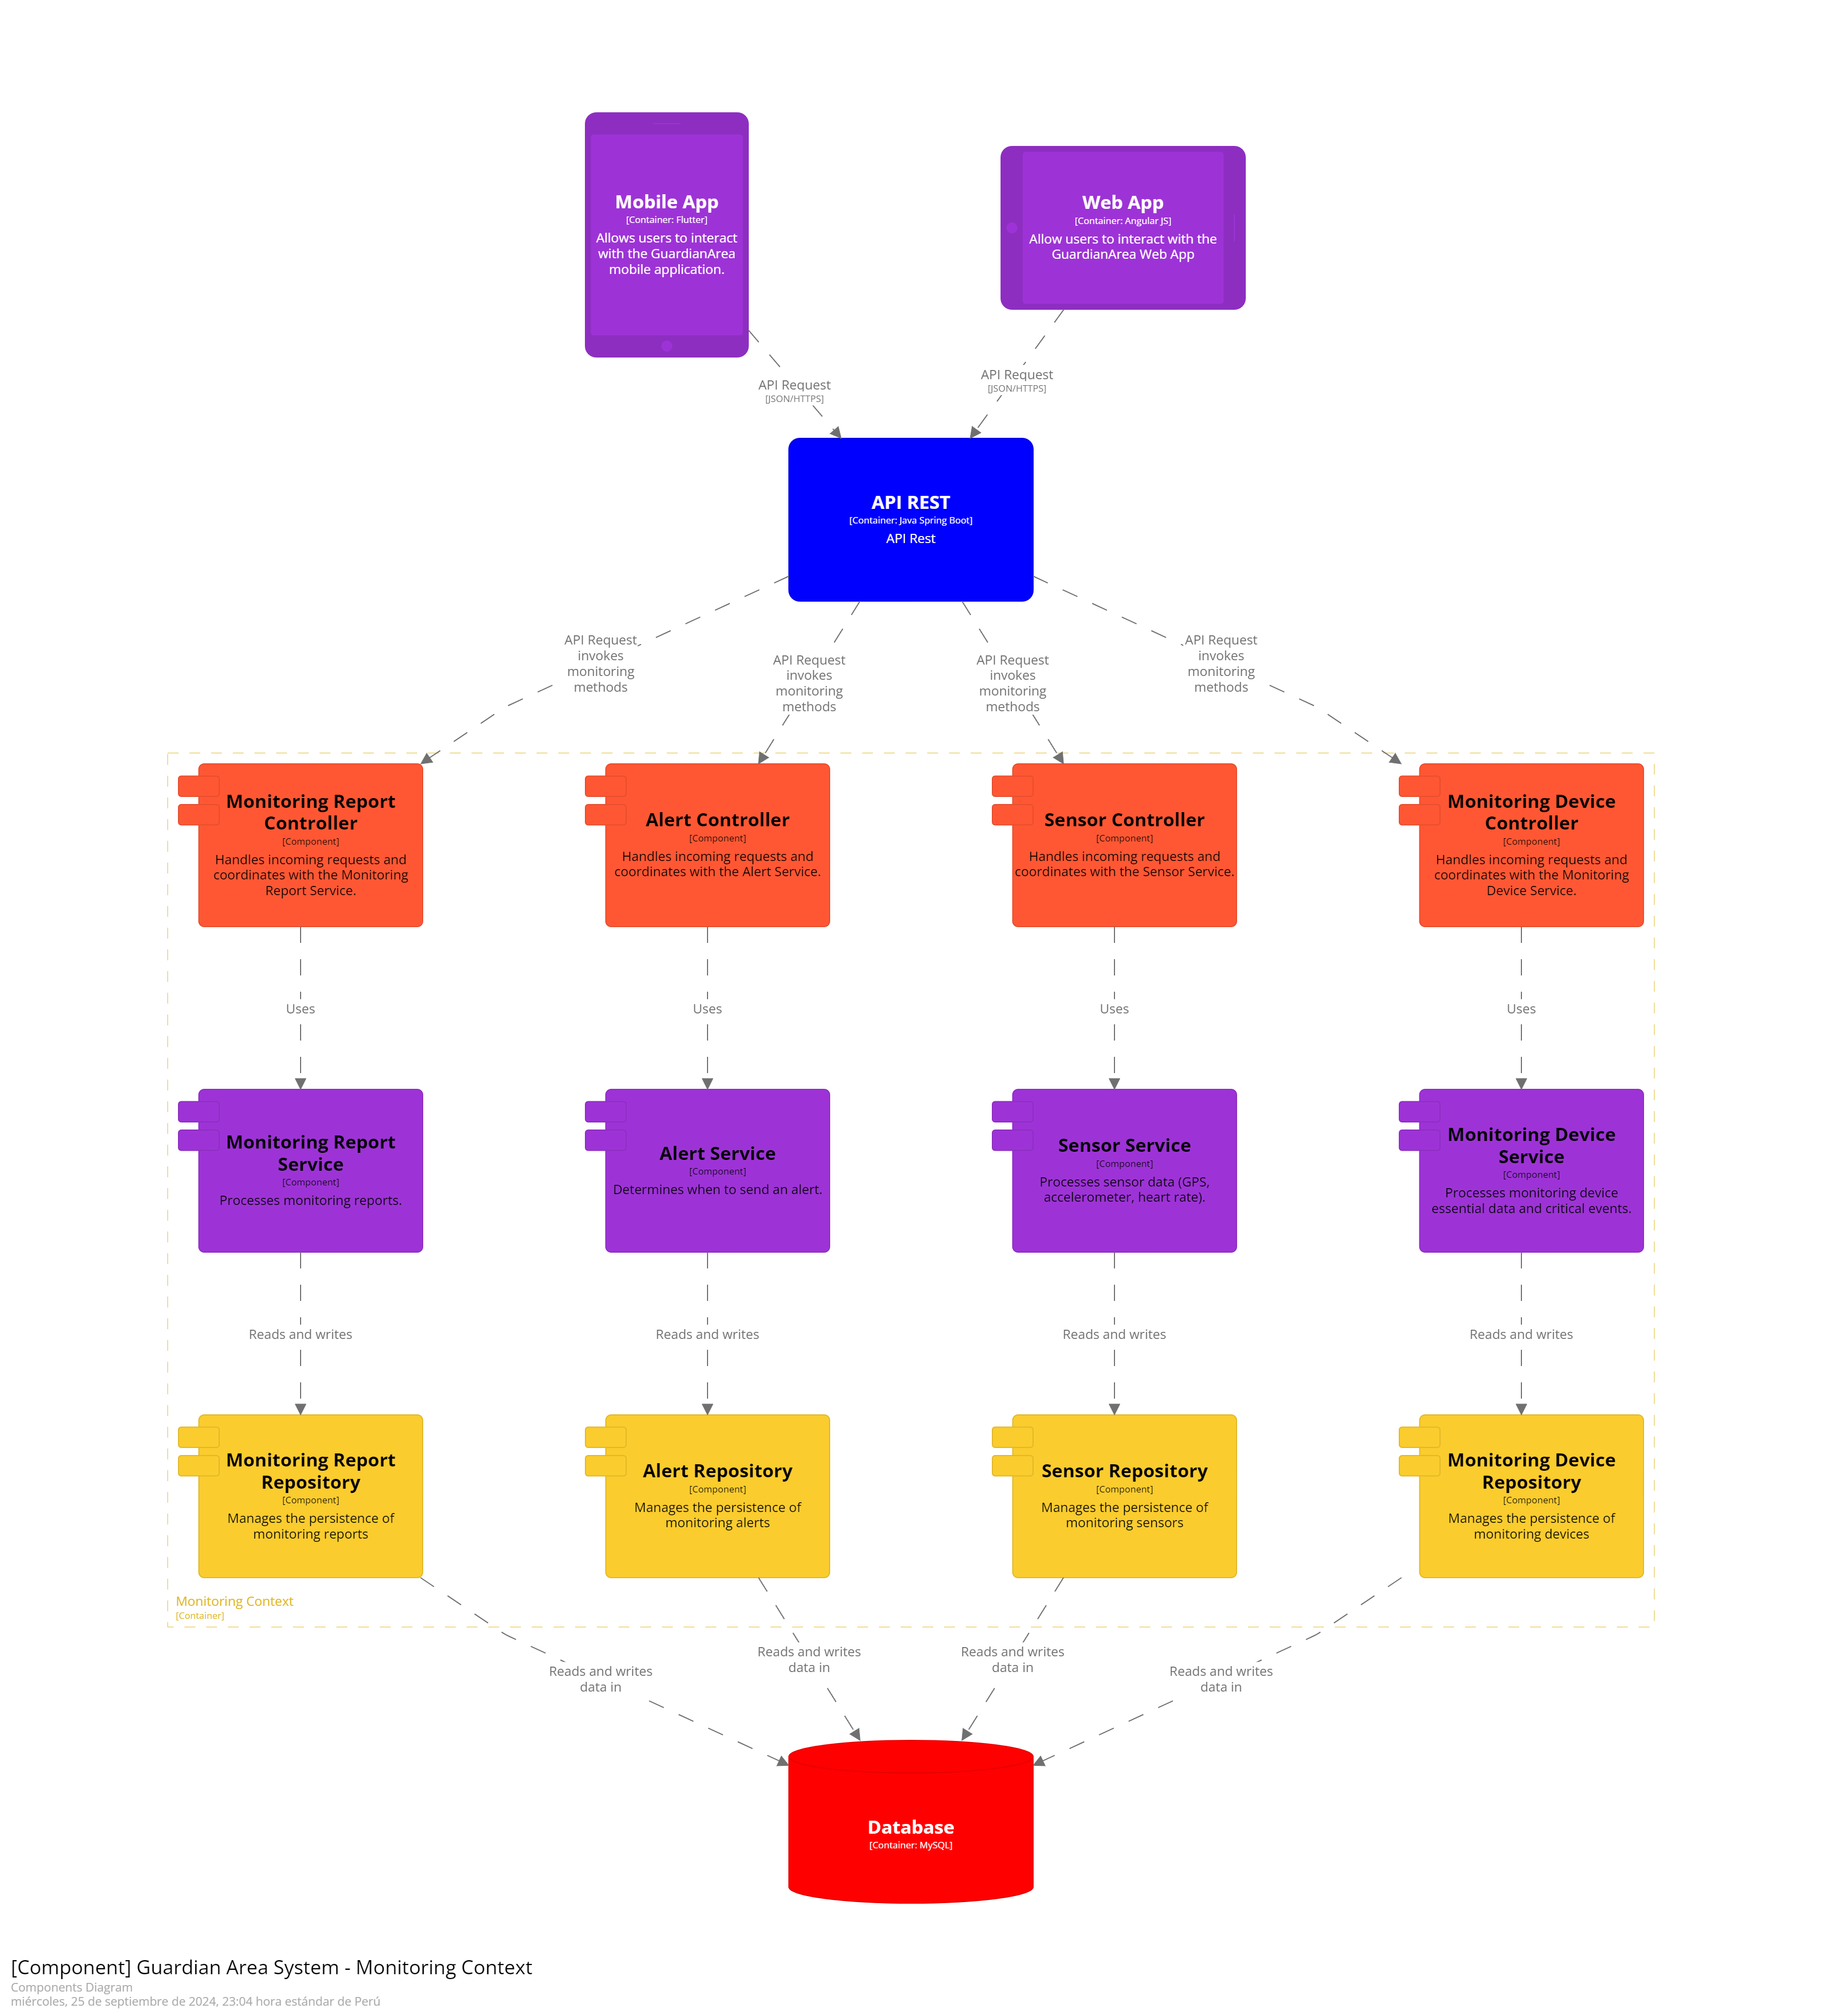 Mobile App
[Container: Flutter]
Allows users to interact
with the GuardianArea
mobile application.
Web App
[Container: Angular JS]
Allow users to interact with the
GuardianArea Web App
API Request
[JSON/HTTPS]
API Request
[JSON/HTTPS]
API REST
[Container: Java Spring Boot]
API Rest
API Request
invokes
monitoring
methods
API Request
invokes
monitoring
methods
API Request
invokes
monitoring
methods
API Request
invokes
monitoring
methods
Monitoring Report
Controller
[Component]
Handles incoming requests and
coordinates with the Monitoring
Report Service.
Alert Controller
[Component]
Handles incoming requests and
coordinates with the Alert Service.
Sensor Controller
[Component]
Handles incoming requests and
coordinates with the Sensor Service.
Monitoring Device
Controller
[Component]
Handles incoming requests and
coordinates with the Monitoring
Device Service.
Uses
Uses
Uses
Uses
Monitoring Report
Service
[Component]
Processes monitoring reports.
Alert Service
[Component]
Determines when to send an alert.
Sensor Service
[Component]
Processes sensor data (GPS,
accelerometer, heart rate).
Monitoring Device
Service
[Component]
Processes monitoring device
essential data and critical events.
Reads and writes
Reads and writes
Reads and writes
Reads and writes
Monitoring Report
Repository
[Component]
Manages the persistence of
monitoring reports
Alert Repository
[Component]
Manages the persistence of
monitoring alerts
Sensor Repository
[Component]
Manages the persistence of
monitoring sensors
Monitoring Device
Repository
[Component]
Manages the persistence of
monitoring devices
Monitoring Context
[Container]
Reads and writes
data in
Reads and writes
data in
Reads and writes
data in
Reads and writes
data in
Database
[Container: MySQL]
[Component] Guardian Area System - Monitoring Context
Components Diagram
miércoles, 25 de septiembre de 2024, 23:04 hora estándar de Perú